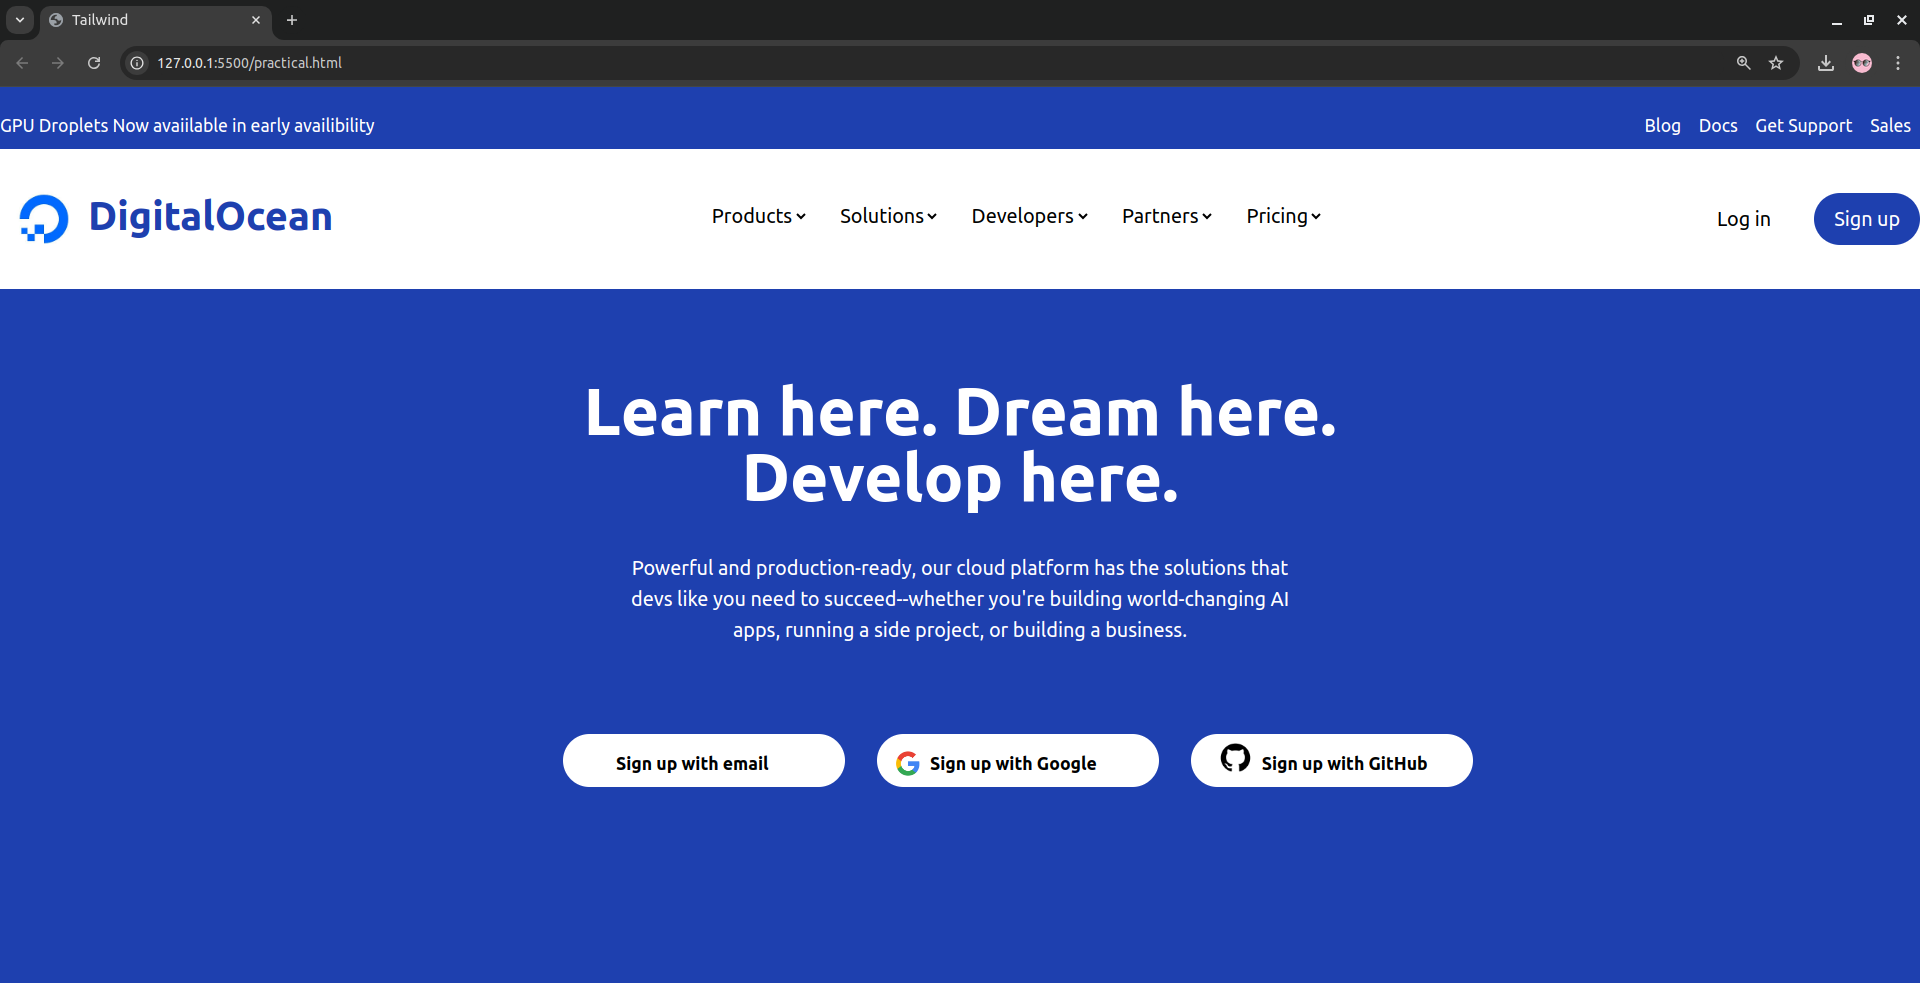 Tailwind
127.0.0.1:5500/practical.html
GPU Droplets Now avaiilable in early availibility
Blog Docs Get Support Sales
DigitalOcean
Products Solutions Developers Partners Pricing
Log in
Sign up
Learn here. Dream here.
Develop here.
Powerful and production-ready, our cloud platform has the solutions that
devs like you need to succeed--whether you're building world-changing AI
apps, running a side project, or building a business.
Sign up with email
Sign up with Google
Sign up with GitHub